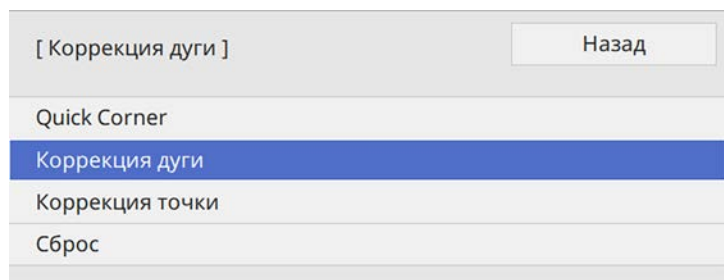 [ Коррекция дуги ]
Назад
Quick Corner
Коррекция дуги
Коррекция точки
Сброс